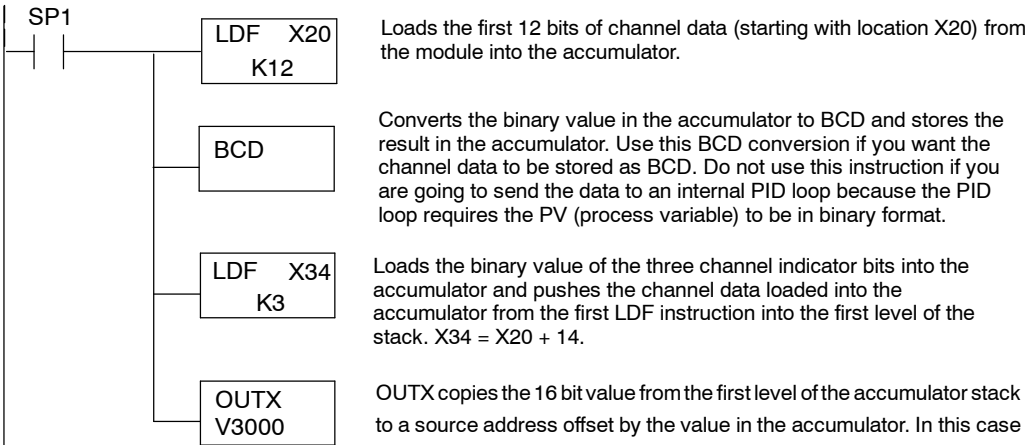 SP1
LDF X20
K12
Loads the first 12 bits of channel data (starting with location X20) from
the module into the accumulator.
BCD
Converts the binary value in the accumulator to BCD and stores the
result in the accumulator. Use this BCD conversion if you want the
channel data to be stored as BCD. Do not use this instruction if you
are going to send the data to an internal PID loop because the PID
loop requires the PV (process variable) to be in binary format.
LDF X34
K3
Loads the binary value of the three channel indicator bits into the
accumulator and pushes the channel data loaded into the
accumulator from the first LDF instruction into the first level of the
stack. X34 = X20 + 14.
OUTX
V3000
OUTX copies the 16 bit value from the first level of the accumulator stack
to a source address offset by the value in the accumulator. In this case